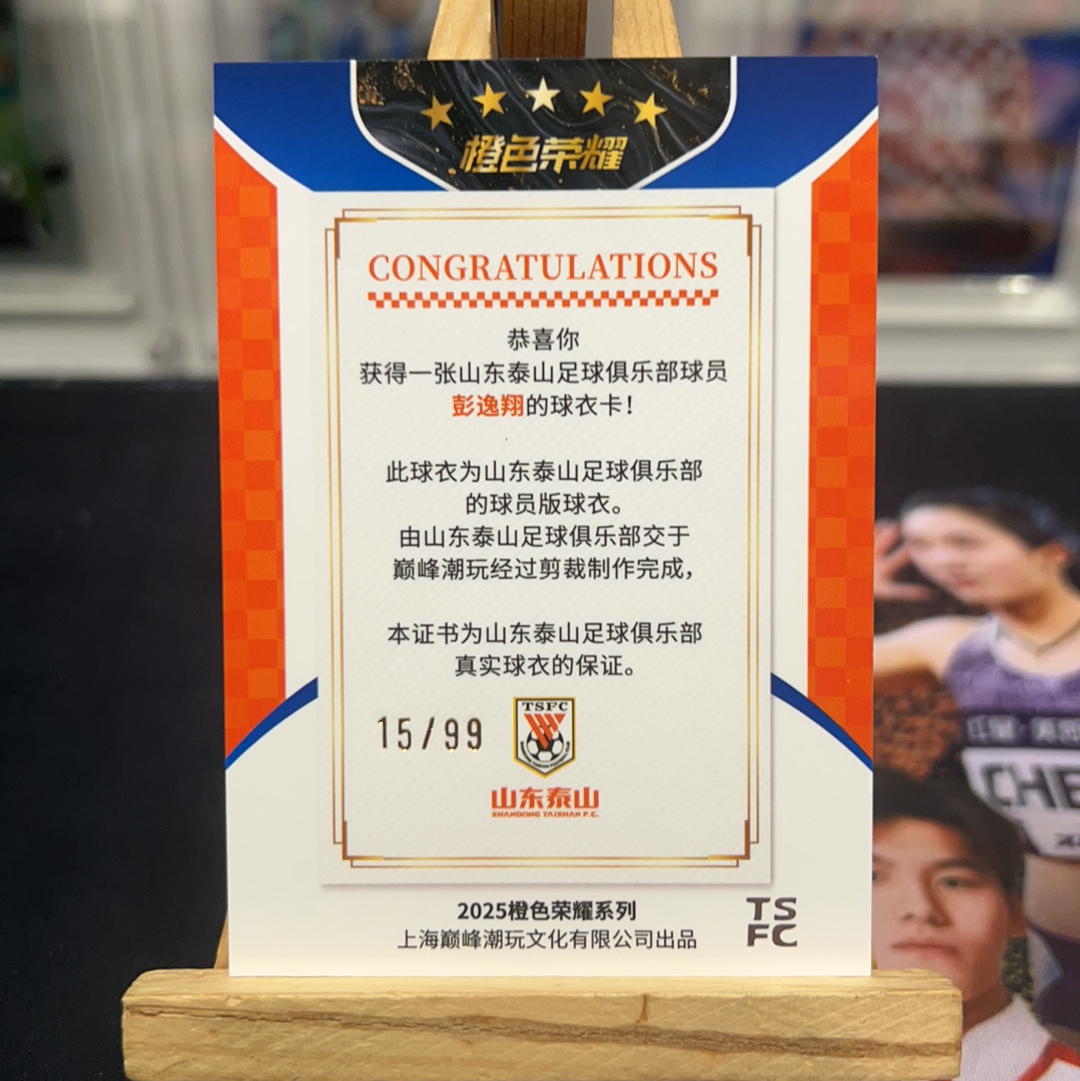 橙色荣耀
CONGRATULATIONS
恭喜你
获得一张山东泰山足球俱乐部球员
彭逸翔的球衣卡！
此球衣为山东泰山足球俱乐部
的球员版球衣。
由山东泰山足球俱乐部交于
巅峰潮玩经过剪裁制作完成，
本证书为山东泰山足球俱乐部
真实球衣的保证。
15/99
TSFC
山东泰山
SHANDONG TAISHAN F.C.
2025橙色荣耀系列
上海巅峰潮玩文化有限公司出品
TS
FC
CHE